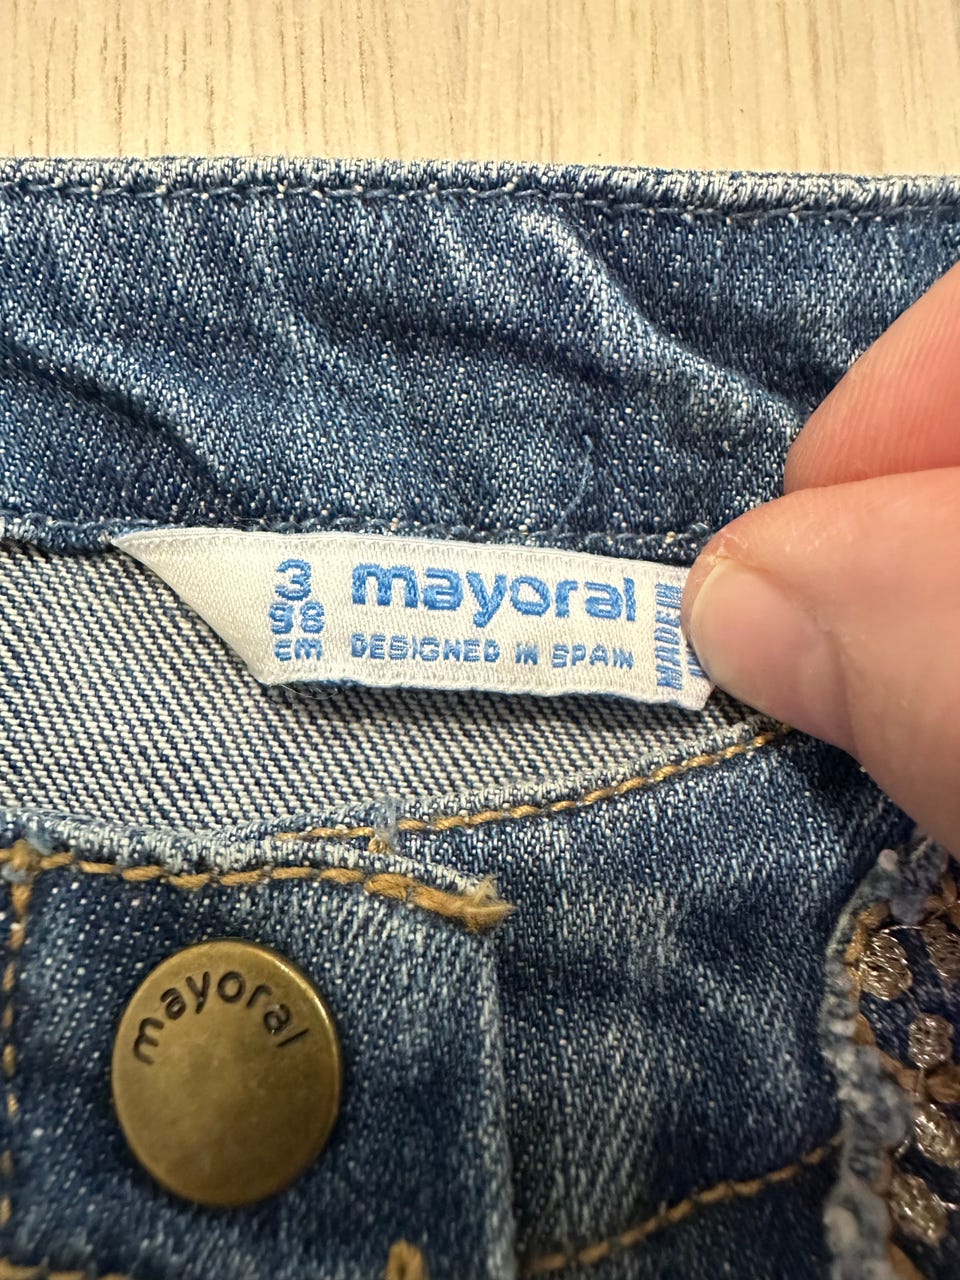 3
98
cm
mayoral
DESIGNED IN SPAIN
mayoral